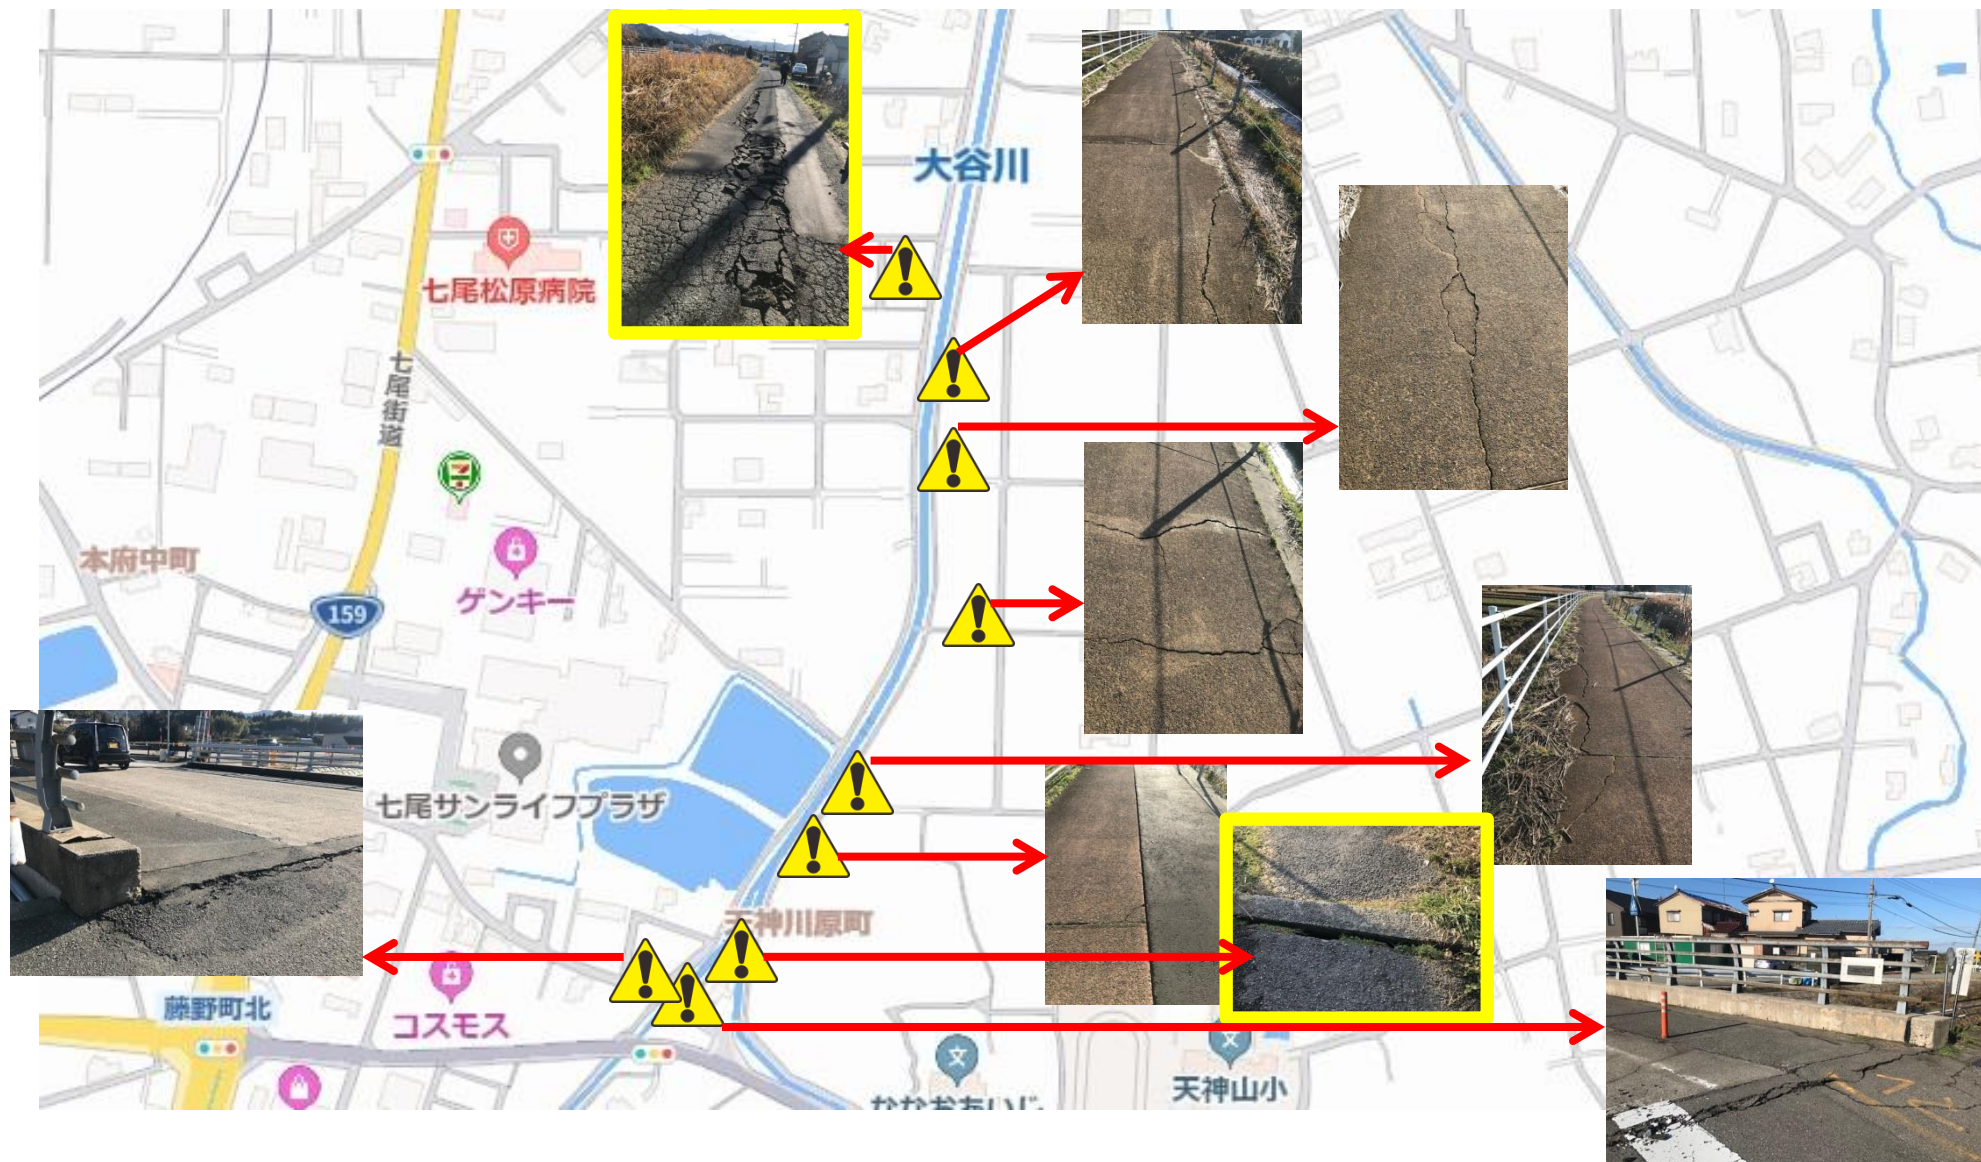 大谷川
七尾松原病院
七尾街道
本府中町
ゲンキー
159
七尾サンライフプラザ
天神川原町
藤野町北
コスモス
天神山小